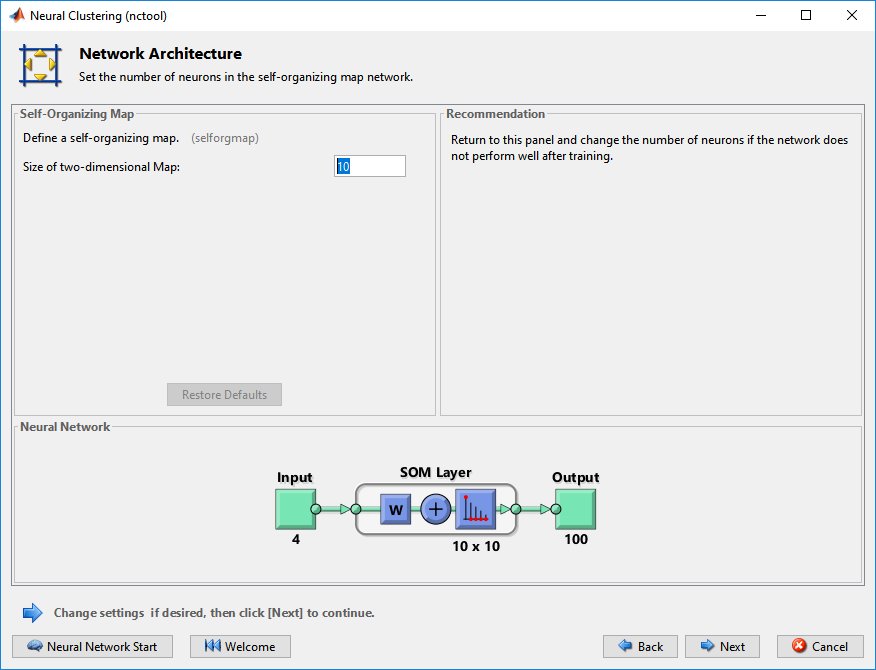 Neural Clustering (nctool)
Network Architecture
Set the number of neurons in the self-organizing map network.
Self-Organizing Map
Define a self-organizing map. (selforgmap)
Size of two-dimensional Map: 10
Restore Defaults
Recommendation
Return to this panel and change the number of neurons if the network does
not perform well after training.
Neural Network
Input
SOM Layer
Output
W
4
10 x 10
100
Change settings if desired, then click [Next] to continue.
Neural Network Start
Welcome
Back
Next
Cancel